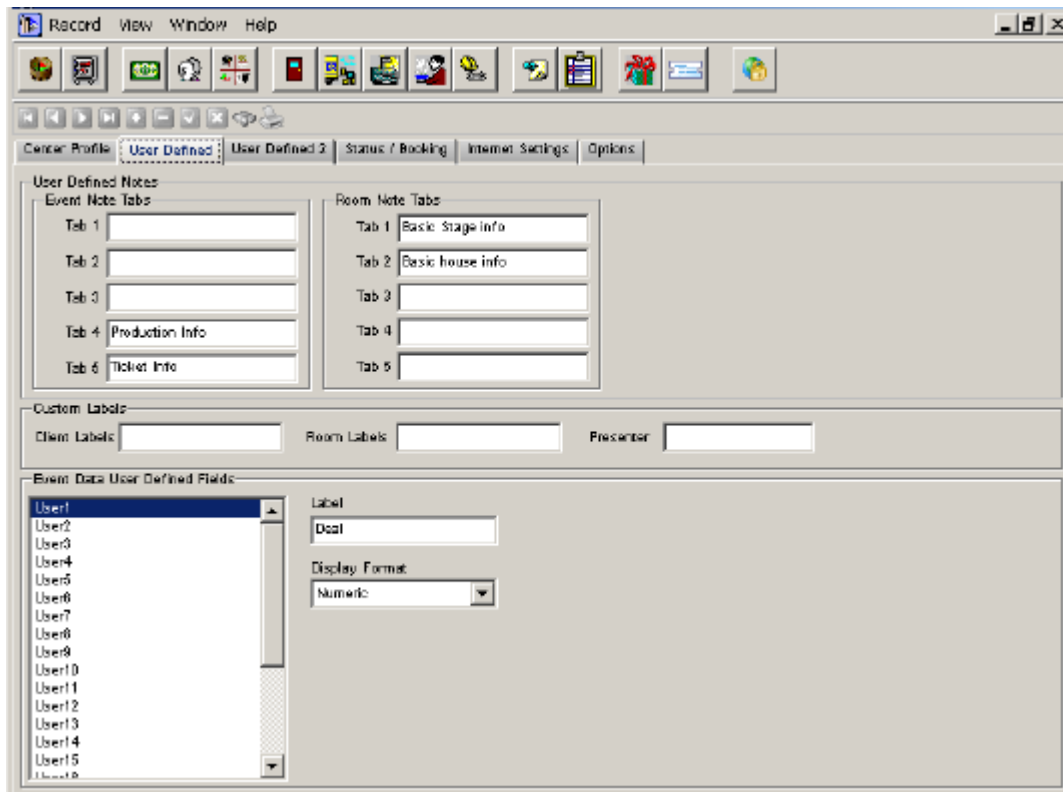 Record View Window Help
Center Profile User Defined User Defined 2 Status / Booking Internet Settings Options
User Defined Notes
Event Note Tabs Room Note Tabs
Tab 1 Tab 1 Basic Stage info
Tab 2 Tab 2 Basic house info
Tab 3 Tab 3
Tab 4 Production Info Tab 4
Tab 5 Ticket Info Tab 5
Custom Labels
Client Labels Room Labels Presenter
Event Data User Defined Fields
User1 Label
User2 Deal
User3
User4 Display Format
User5 Numeric
User6
User7
User8
User9
User10
User11
User12
User13
User14
User15